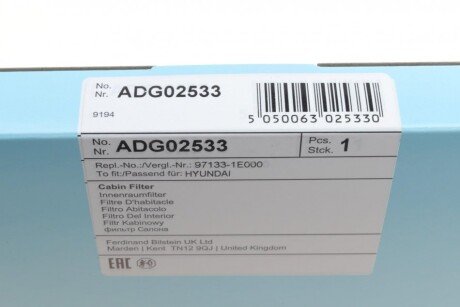 No. Nr. ADG02533
9194
5 050063 025330
No. Nr. ADG02533
Pcs. Stck. 1
Repl.-No.:/Vergl.-Nr.: 97133-1E000
To fit:/Passend für: HYUNDAI
Cabin Filter
Innenraumfilter
Filtre D'habitacle
Filtro Abitacolo
Filtro Del Interior
Filtr Kabinowy
фильтр Салона
Ferdinand Bilstein UK Ltd
Marden | Kent TN12 9QJ | United Kingdom
EAC